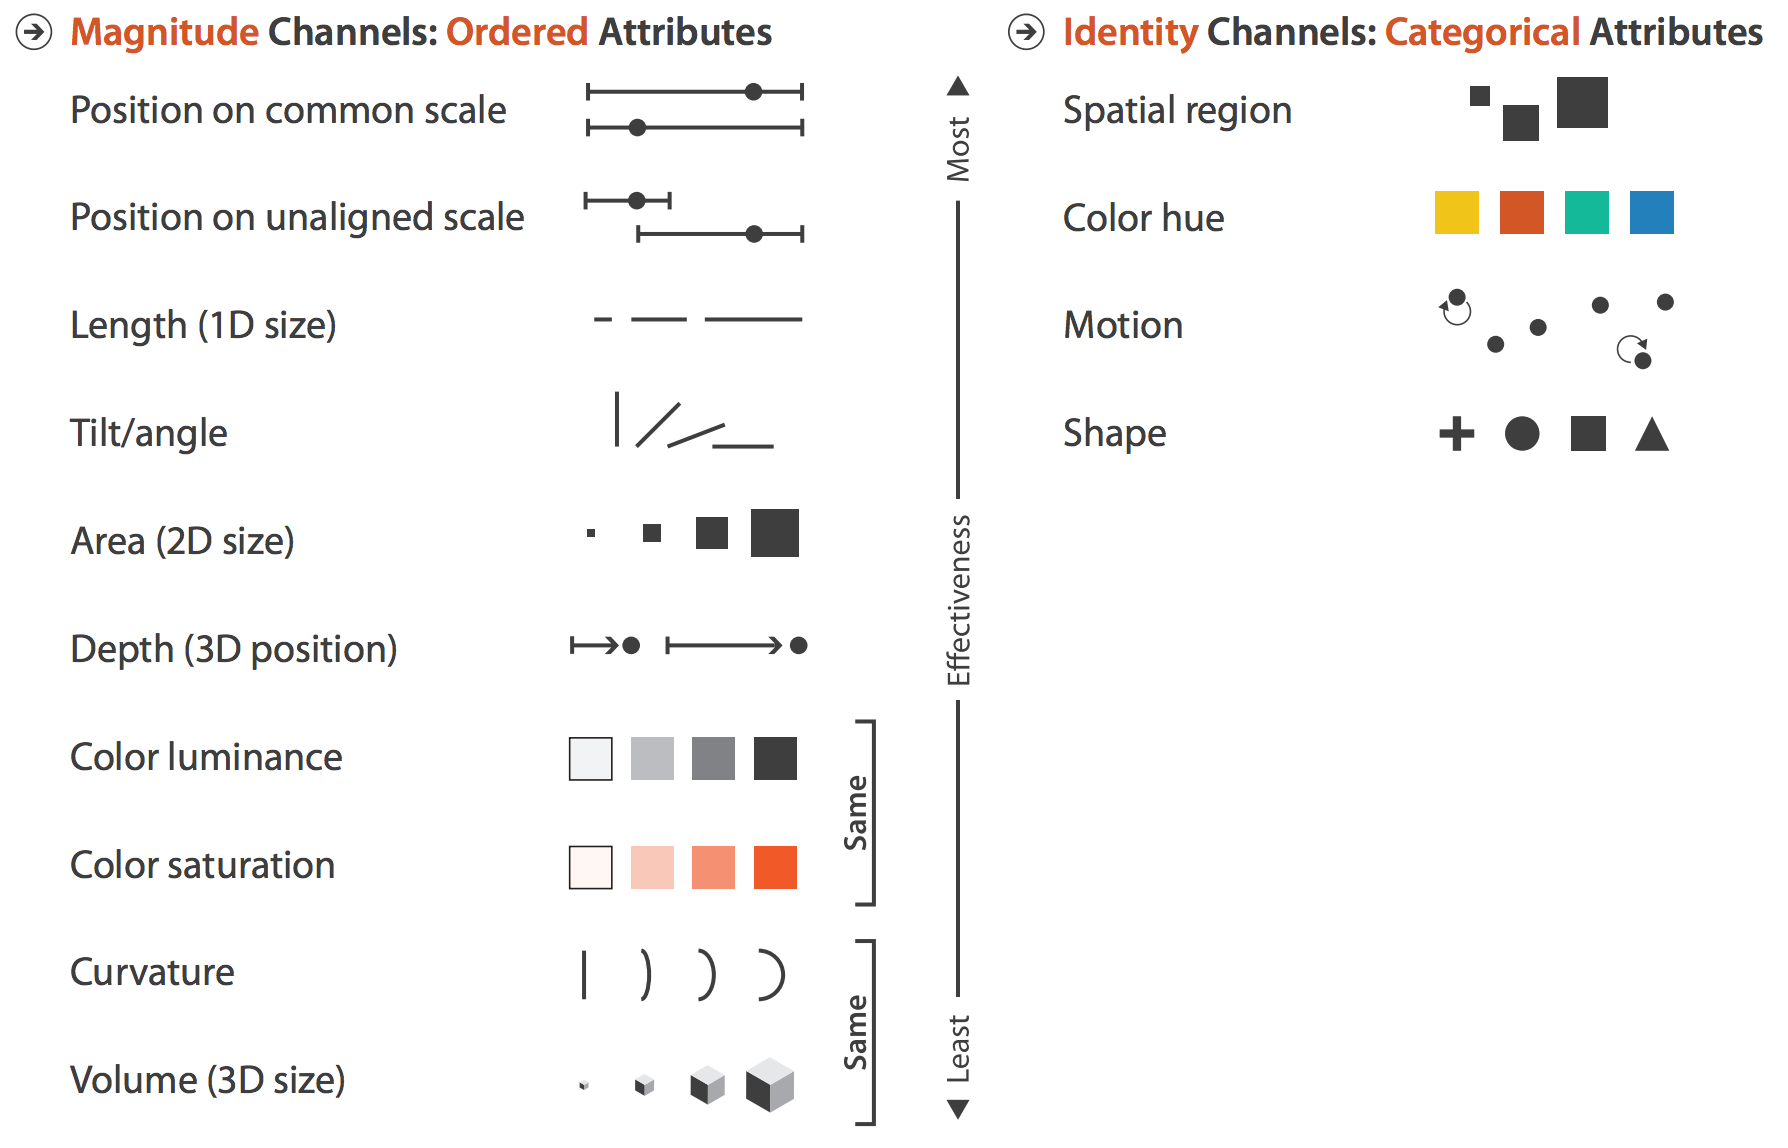 Magnitude Channels: Ordered Attributes
Position on common scale
Position on unaligned scale
Length (1D size)
Tilt/angle
Area (2D size)
Depth (3D position)
Color luminance
Color saturation
Curvature
Volume (3D size)
Same
Same
Most
Effectiveness
Least
Identity Channels: Categorical Attributes
Spatial region
Color hue
Motion
Shape